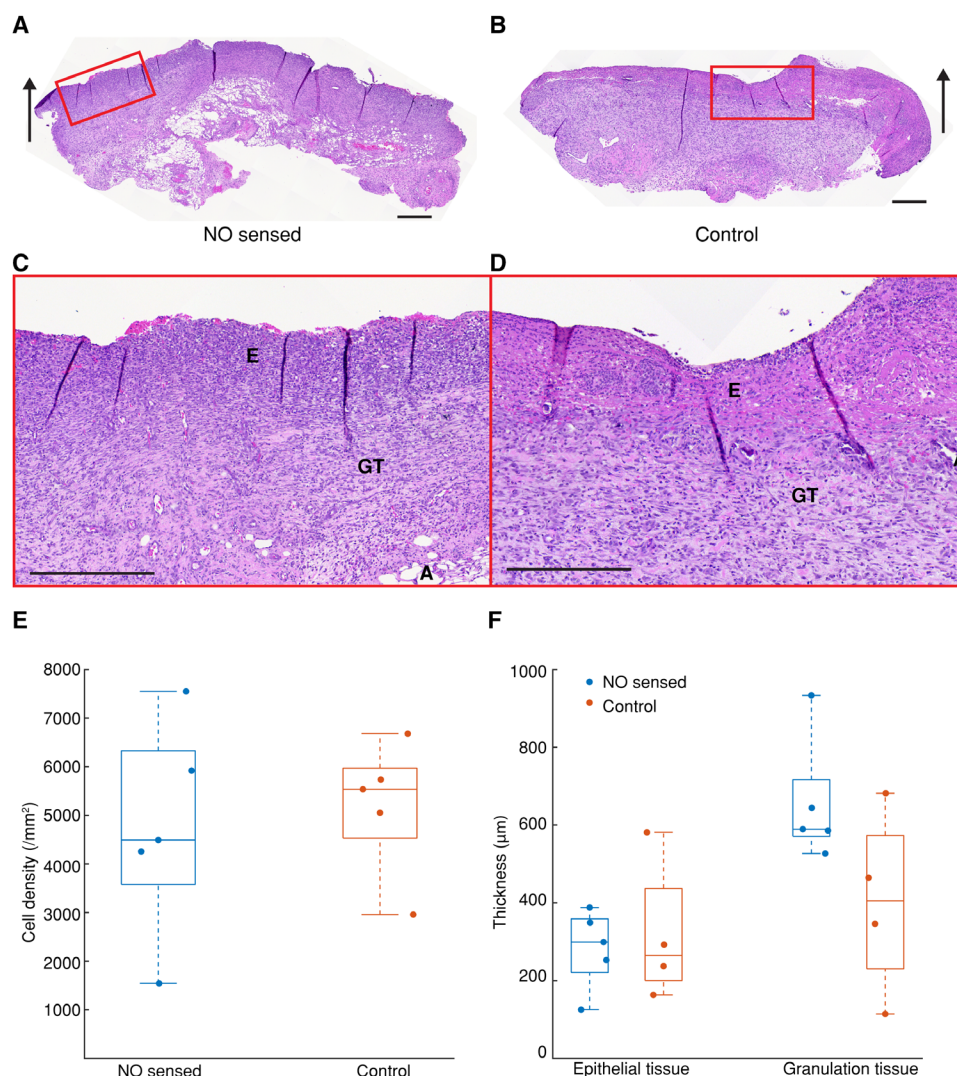 A
B
NO sensed
Control
C
D
E
GT
A
E
GT
E
F
8000
7000
6000
5000
4000
3000
2000
1000
Cell density (/mm²)
NO sensed
Control
1000
800
600
400
200
0
Thickness (µm)
NO sensed
Control
Epithelial tissue
Granulation tissue